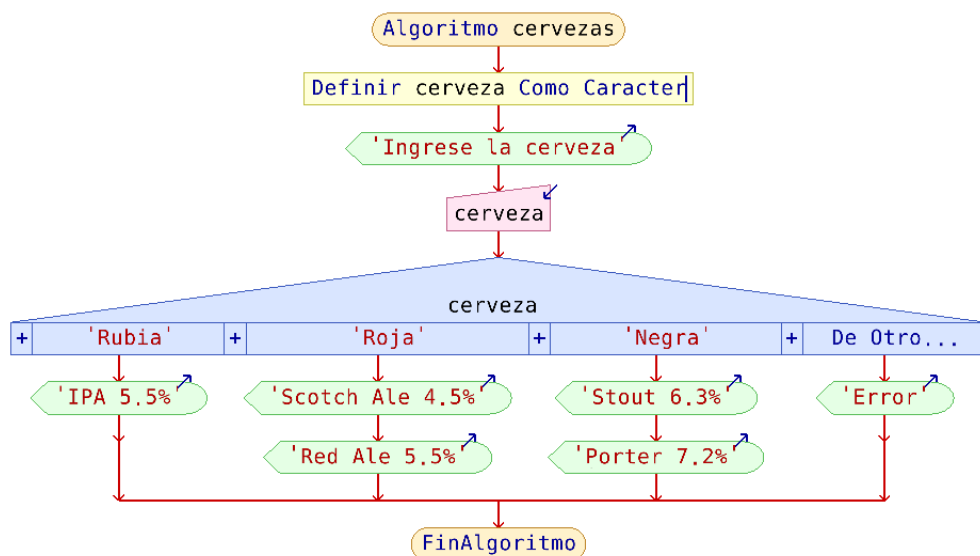 Algoritmo cervezas
Definir cerveza Como Caracter
'Ingrese la cerveza'
cerveza
cerveza
+ 'Rubia' + 'Roja' + 'Negra' + De Otro...
'IPA 5.5%' 'Scotch Ale 4.5%' 'Stout 6.3%' 'Error'
'Red Ale 5.5%' 'Porter 7.2%'
FinAlgoritmo